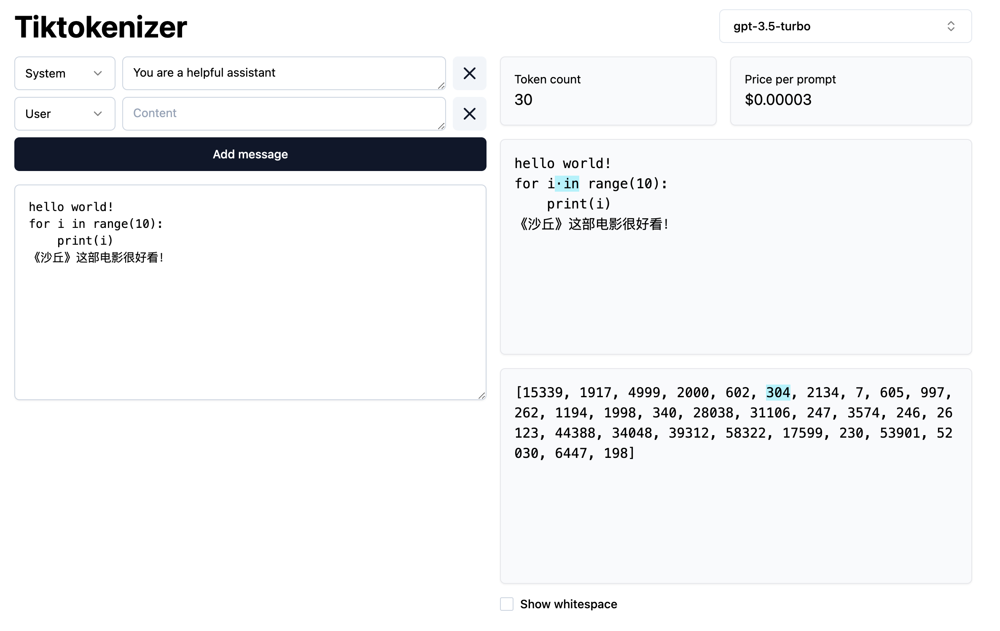 Tiktokenizer
gpt-3.5-turbo
System
You are a helpful assistant
User
Content
Add message
hello world!
for i in range(10):
    print(i)
《沙丘》这部电影很好看！
Token count
30
Price per prompt
$0.00003
hello world!
for i·in range(10):
    print(i)
《沙丘》这部电影很好看！
[15339, 1917, 4999, 2000, 602, 304, 2134, 7, 605, 997,
262, 1194, 1998, 340, 28038, 31106, 247, 3574, 246, 26
123, 44388, 34048, 39312, 58322, 17599, 230, 53901, 52
030, 6447, 198]
Show whitespace